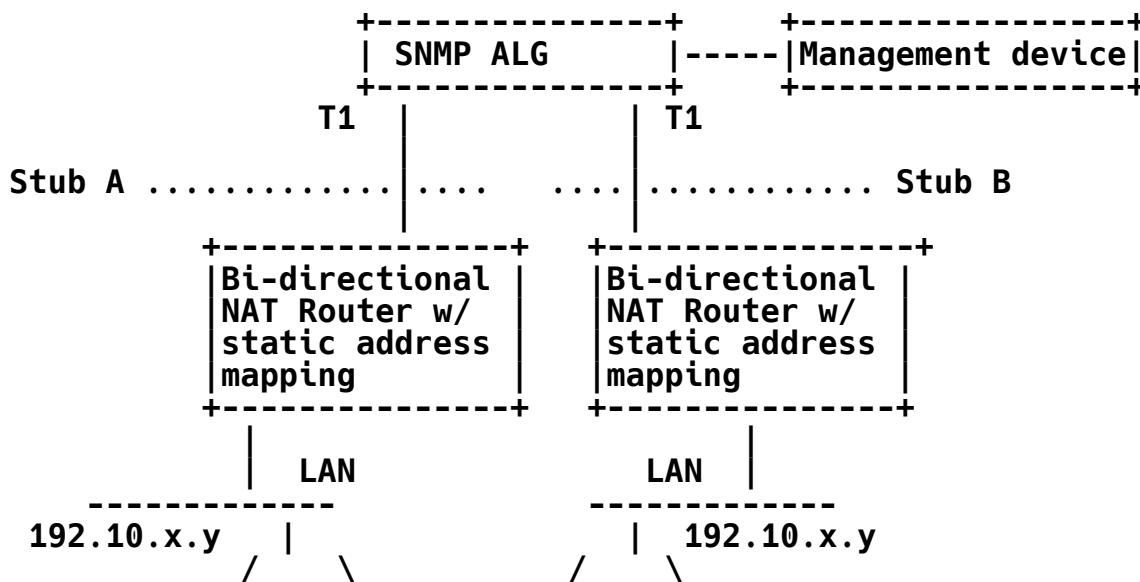 SNMP ALG Management device
T1 T1
Stub A Stub B
Bi-directional Bi-directional
NAT Router w/ NAT Router w/
static address static address
mapping mapping
LAN LAN
192.10.x.y 192.10.x.y